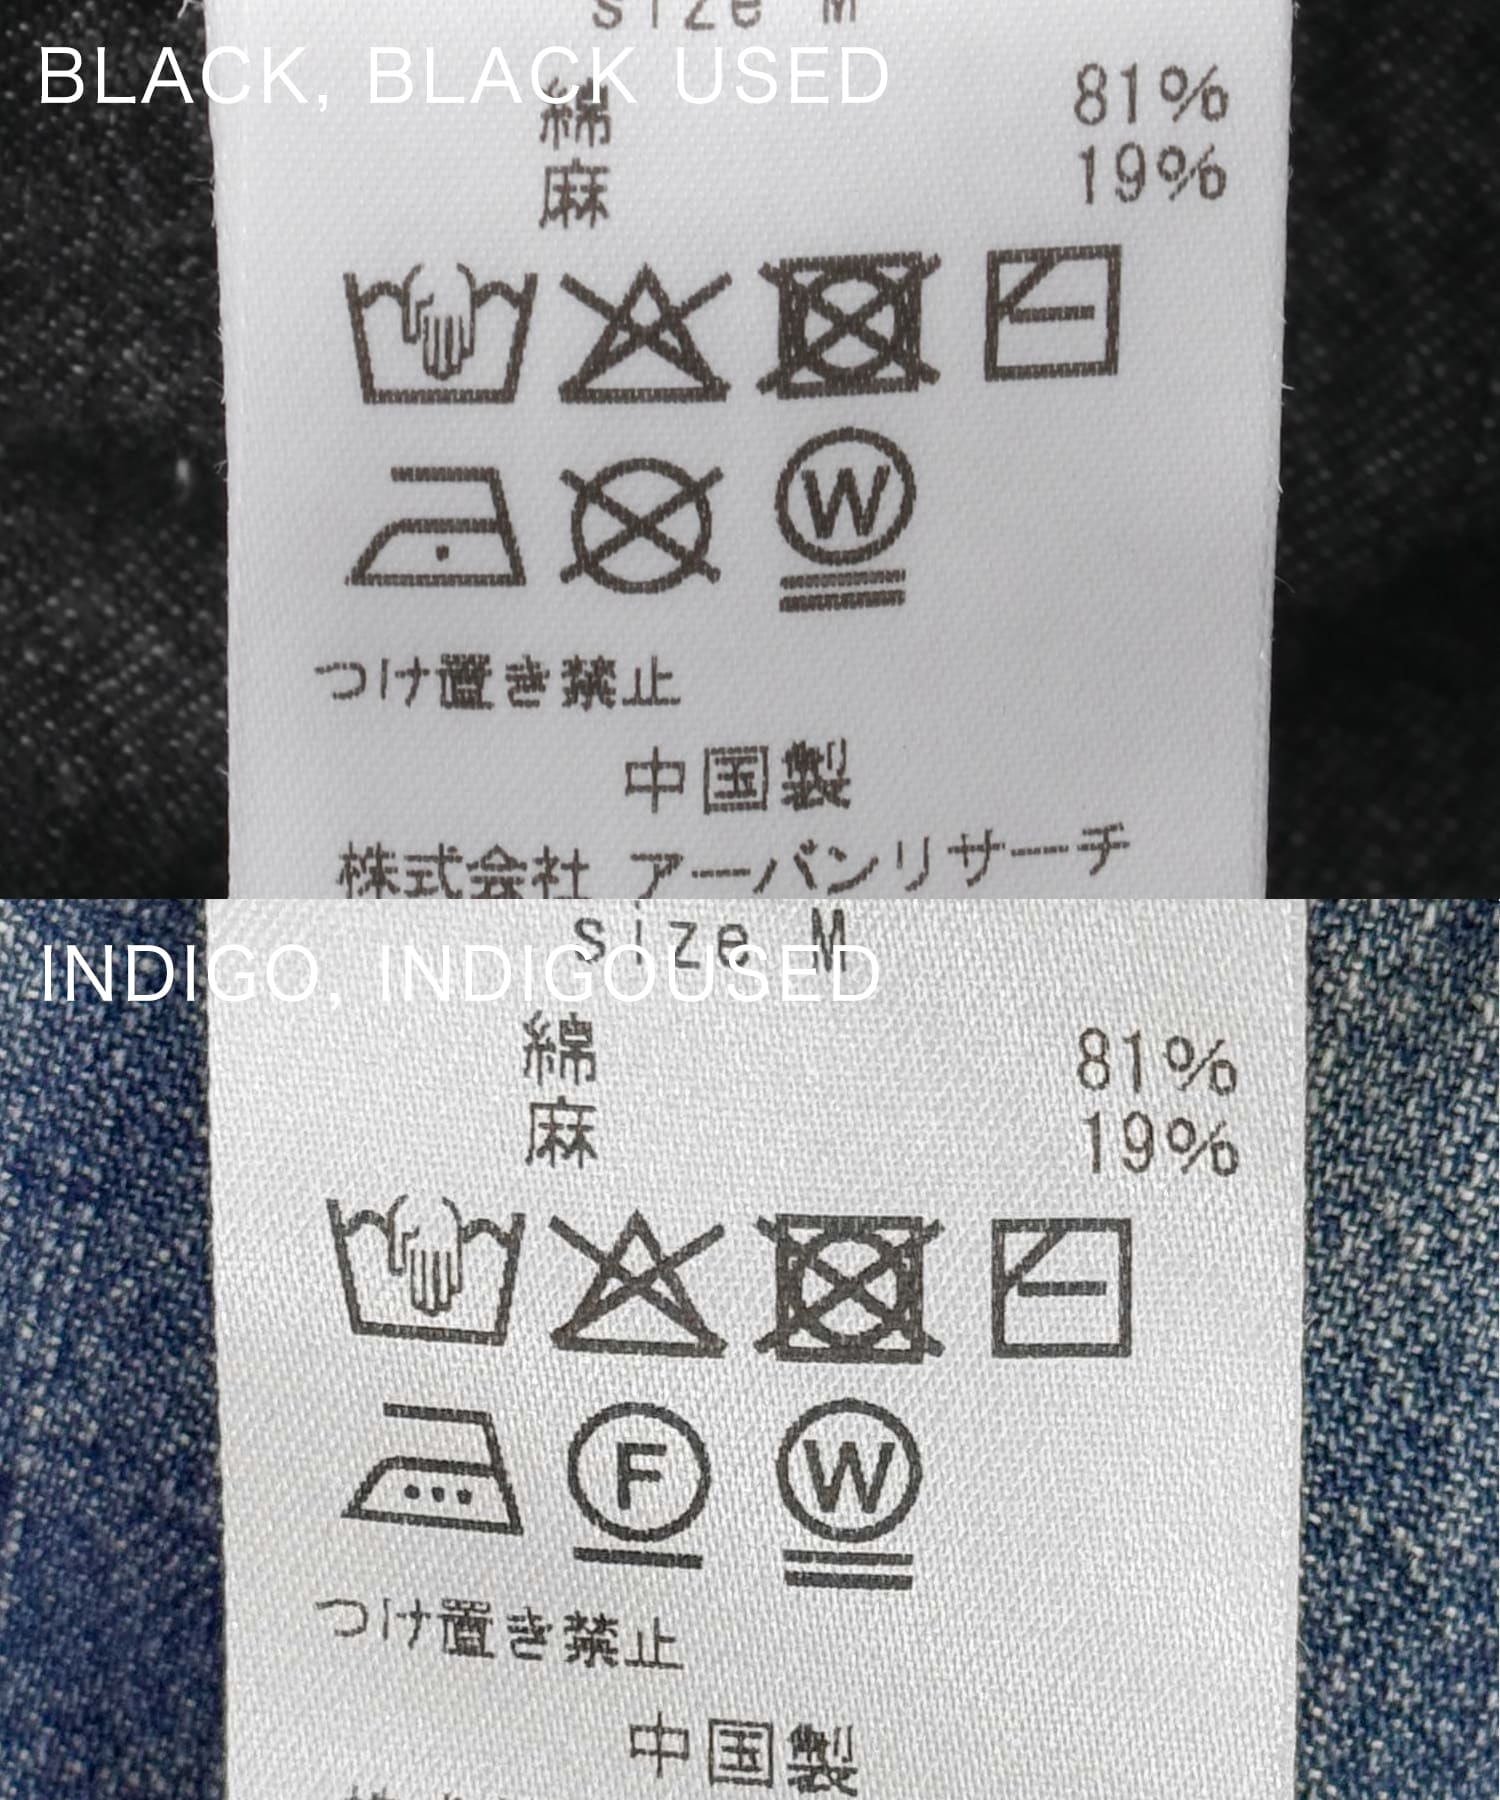 size M
BLACK, BLACK USED
綿 81%
麻 19%
W
つけ置き禁止
中国製
株式会社 アーバンリサーチ
size M
INDIGO, INDIGOUSED
綿 81%
麻 19%
F W
つけ置き禁止
中国製